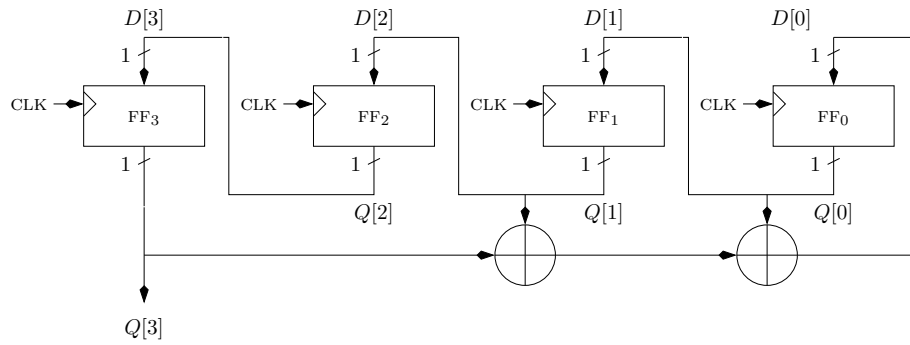 D[3] D[2] D[1] D[0]
1 1 1 1
CLK FF₃ CLK FF₂ CLK FF₁ CLK FF₀
1 1 1 1
Q[2] Q[1] Q[0]
Q[3]